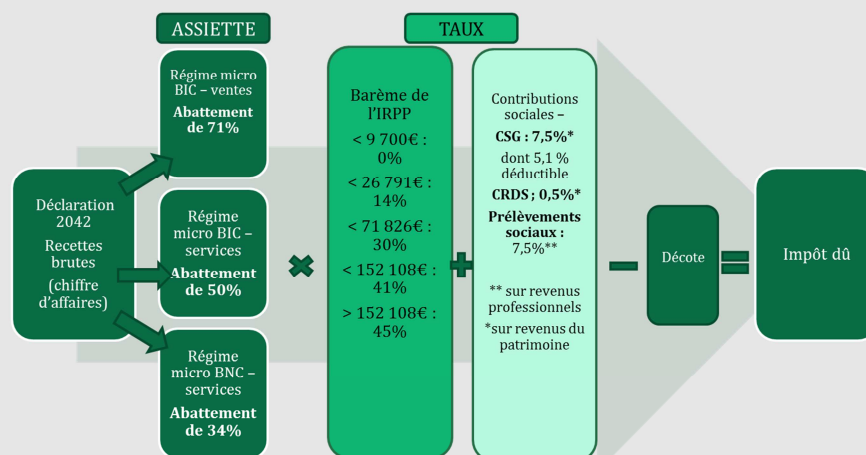 ASSIETTE
TAUX
Déclaration
2042
Recettes
brutes
(chiffre
d’affaires)
Régime micro
BIC – ventes
Abattement
de 71%
Régime
micro BIC –
services
Abattement
de 50%
Régime
micro BNC –
services
Abattement
de 34%
Barème de
l’IRPP
< 9 700€ :
0%
< 26 791€ :
14%
< 71 826€ :
30%
< 152 108€ :
41%
> 152 108€ :
45%
Contributions
sociales –
CSG : 7,5%*
dont 5,1 %
déductible
CRDS ; 0,5%*
Prélèvements
sociaux :
7,5%**
** sur revenus
professionnels
*sur revenus du
patrimoine
Décote
Impôt dû